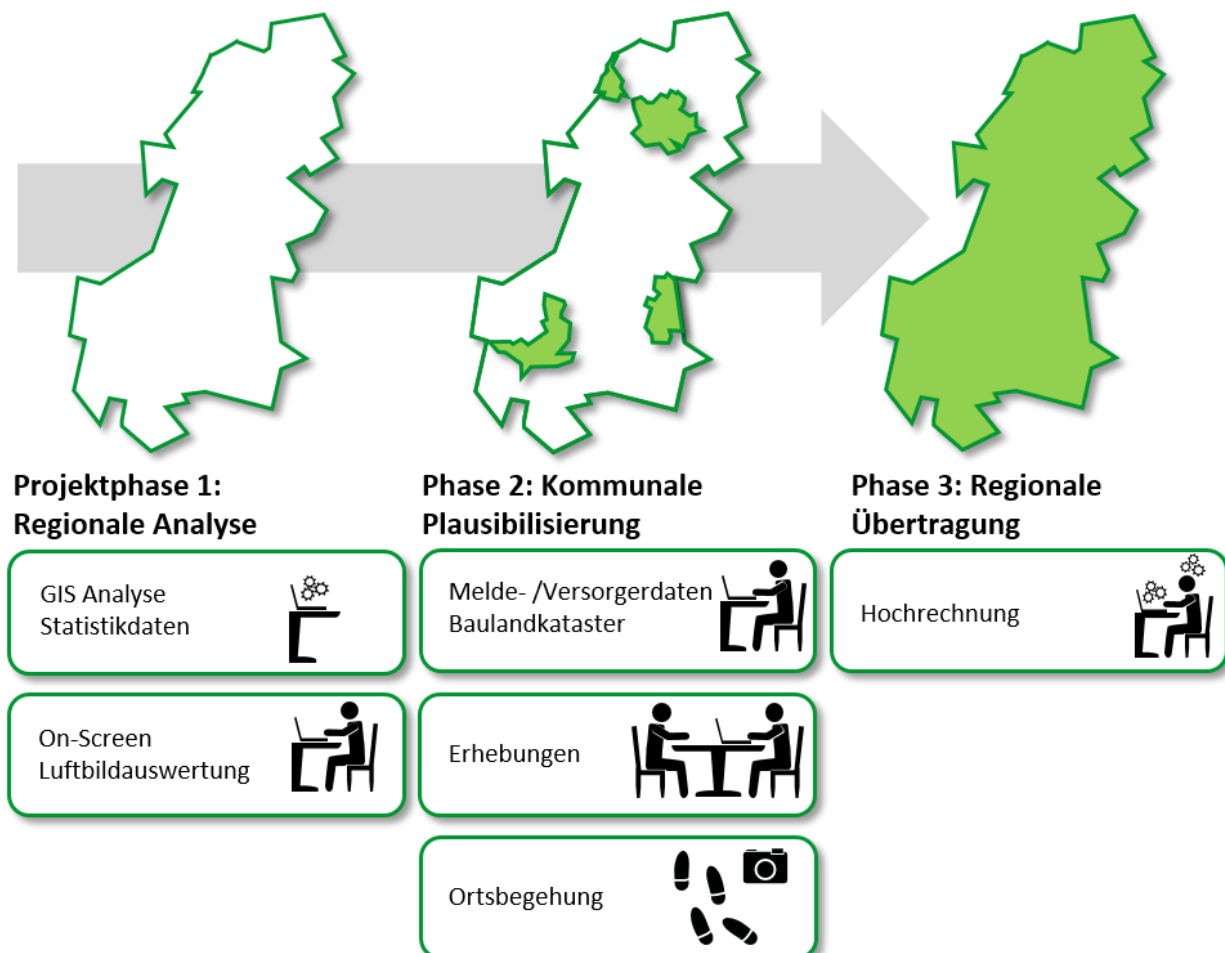 Projektphase 1:
Regionale Analyse
GIS Analyse
Statistikdaten
On-Screen
Luftbildauswertung
Phase 2: Kommunale
Plausibilisierung
Melde- /Versorgerdaten
Baulandkataster
Erhebungen
Ortsbegehung
Phase 3: Regionale
Übertragung
Hochrechnung